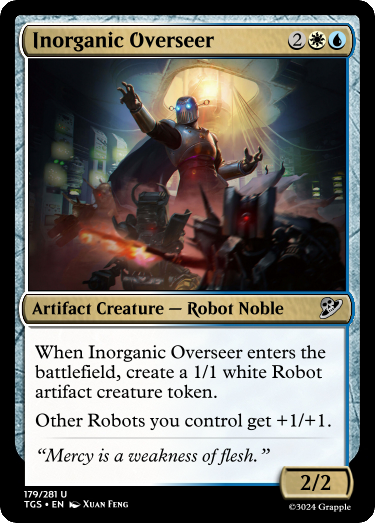 Inorganic Overseer 2
Artifact Creature — Robot Noble
When Inorganic Overseer enters the
battlefield, create a 1/1 white Robot
artifact creature token.
Other Robots you control get +1/+1.
“Mercy is a weakness of flesh.”
2/2
179/281 U
TGS • EN Xuan Feng
©3024 Grapple